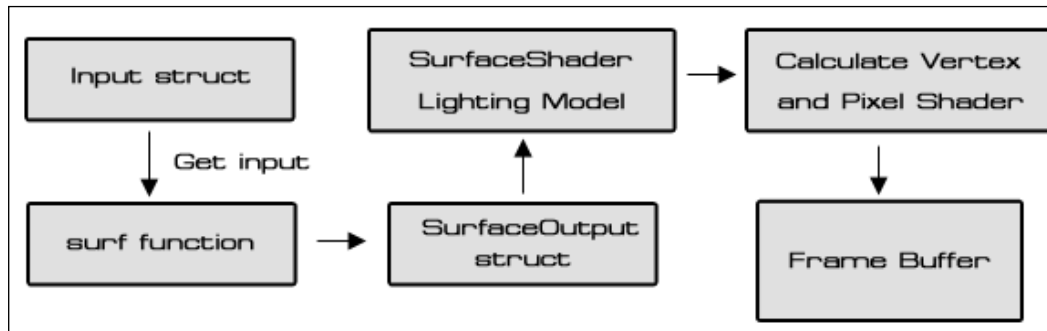 Input struct
Get input
surf function
SurfaceOutput
struct
SurfaceShader
Lighting Model
Calculate Vertex
and Pixel Shader
Frame Buffer